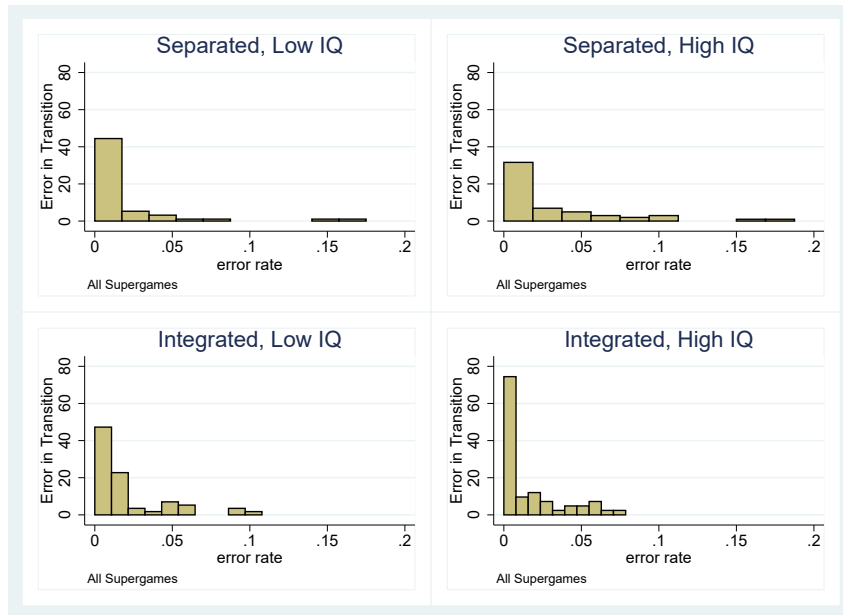 Separated, Low IQ
Error in Transition
80
60
40
20
0
0 .05 .1 .15 .2
error rate
All Supergames
Separated, High IQ
Error in Transition
80
60
40
20
0
0 .05 .1 .15 .2
error rate
All Supergames
Integrated, Low IQ
Error in Transition
80
60
40
20
0
0 .05 .1 .15 .2
error rate
All Supergames
Integrated, High IQ
Error in Transition
80
60
40
20
0
0 .05 .1 .15 .2
error rate
All Supergames